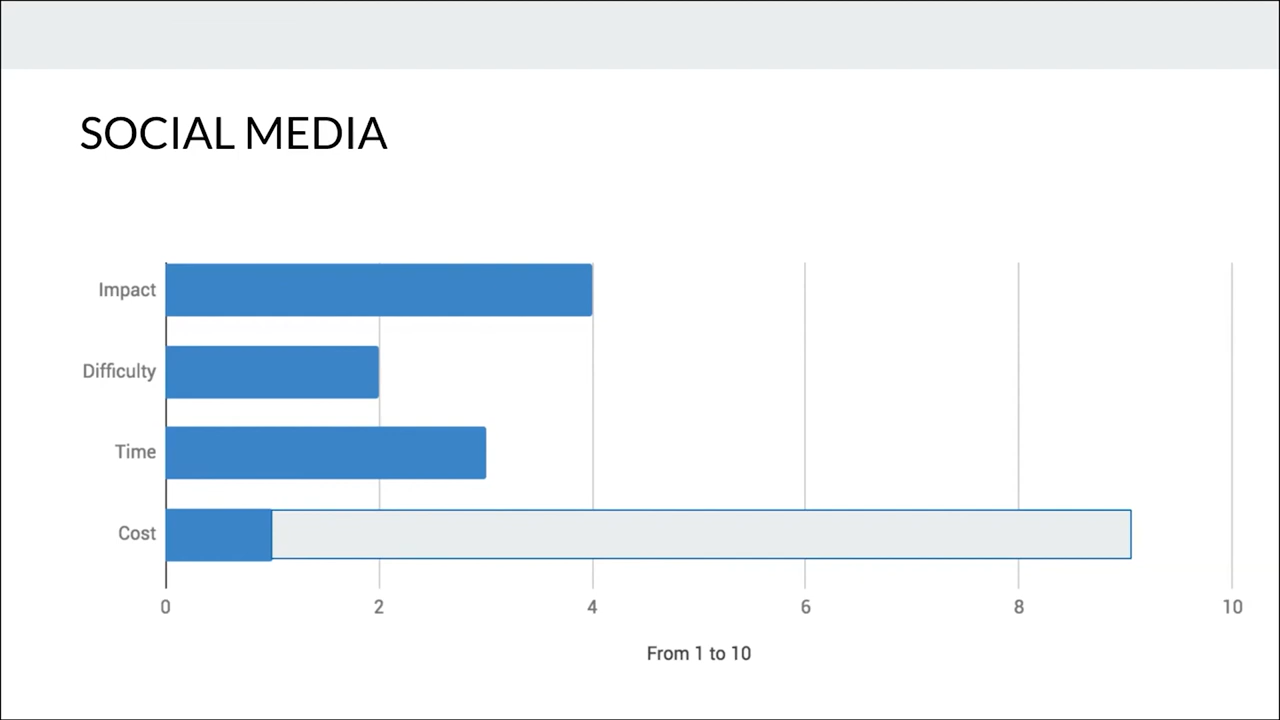 SOCIAL MEDIA
Impact
Difficulty
Time
Cost
0 2 4 6 8 10
From 1 to 10